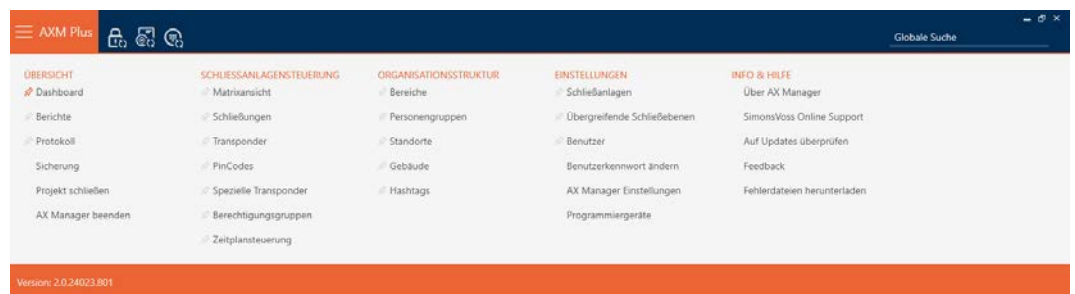 AXM Plus
Globale Suche
ÜBERSICHT
Dashboard
Berichte
Protokoll
Sicherung
Projekt schließen
AX Manager beenden
SCHLIESSANLAGENSTEUERUNG
Matrixansicht
Schließungen
Transponder
PinCodes
Spezielle Transponder
Berechtigungsgruppen
Zeitplansteuerung
ORGANISATIONSSTRUKTUR
Bereiche
Personengruppen
Standorte
Gebäude
Hashtags
EINSTELLUNGEN
Schließanlagen
Übergreifende Schließebenen
Benutzer
Benutzerkennwort ändern
AX Manager Einstellungen
Programmiergeräte
INFO & HILFE
Über AX Manager
SimonsVoss Online Support
Auf Updates überprüfen
Feedback
Fehlerdateien herunterladen
Version: 2.0.24023.801